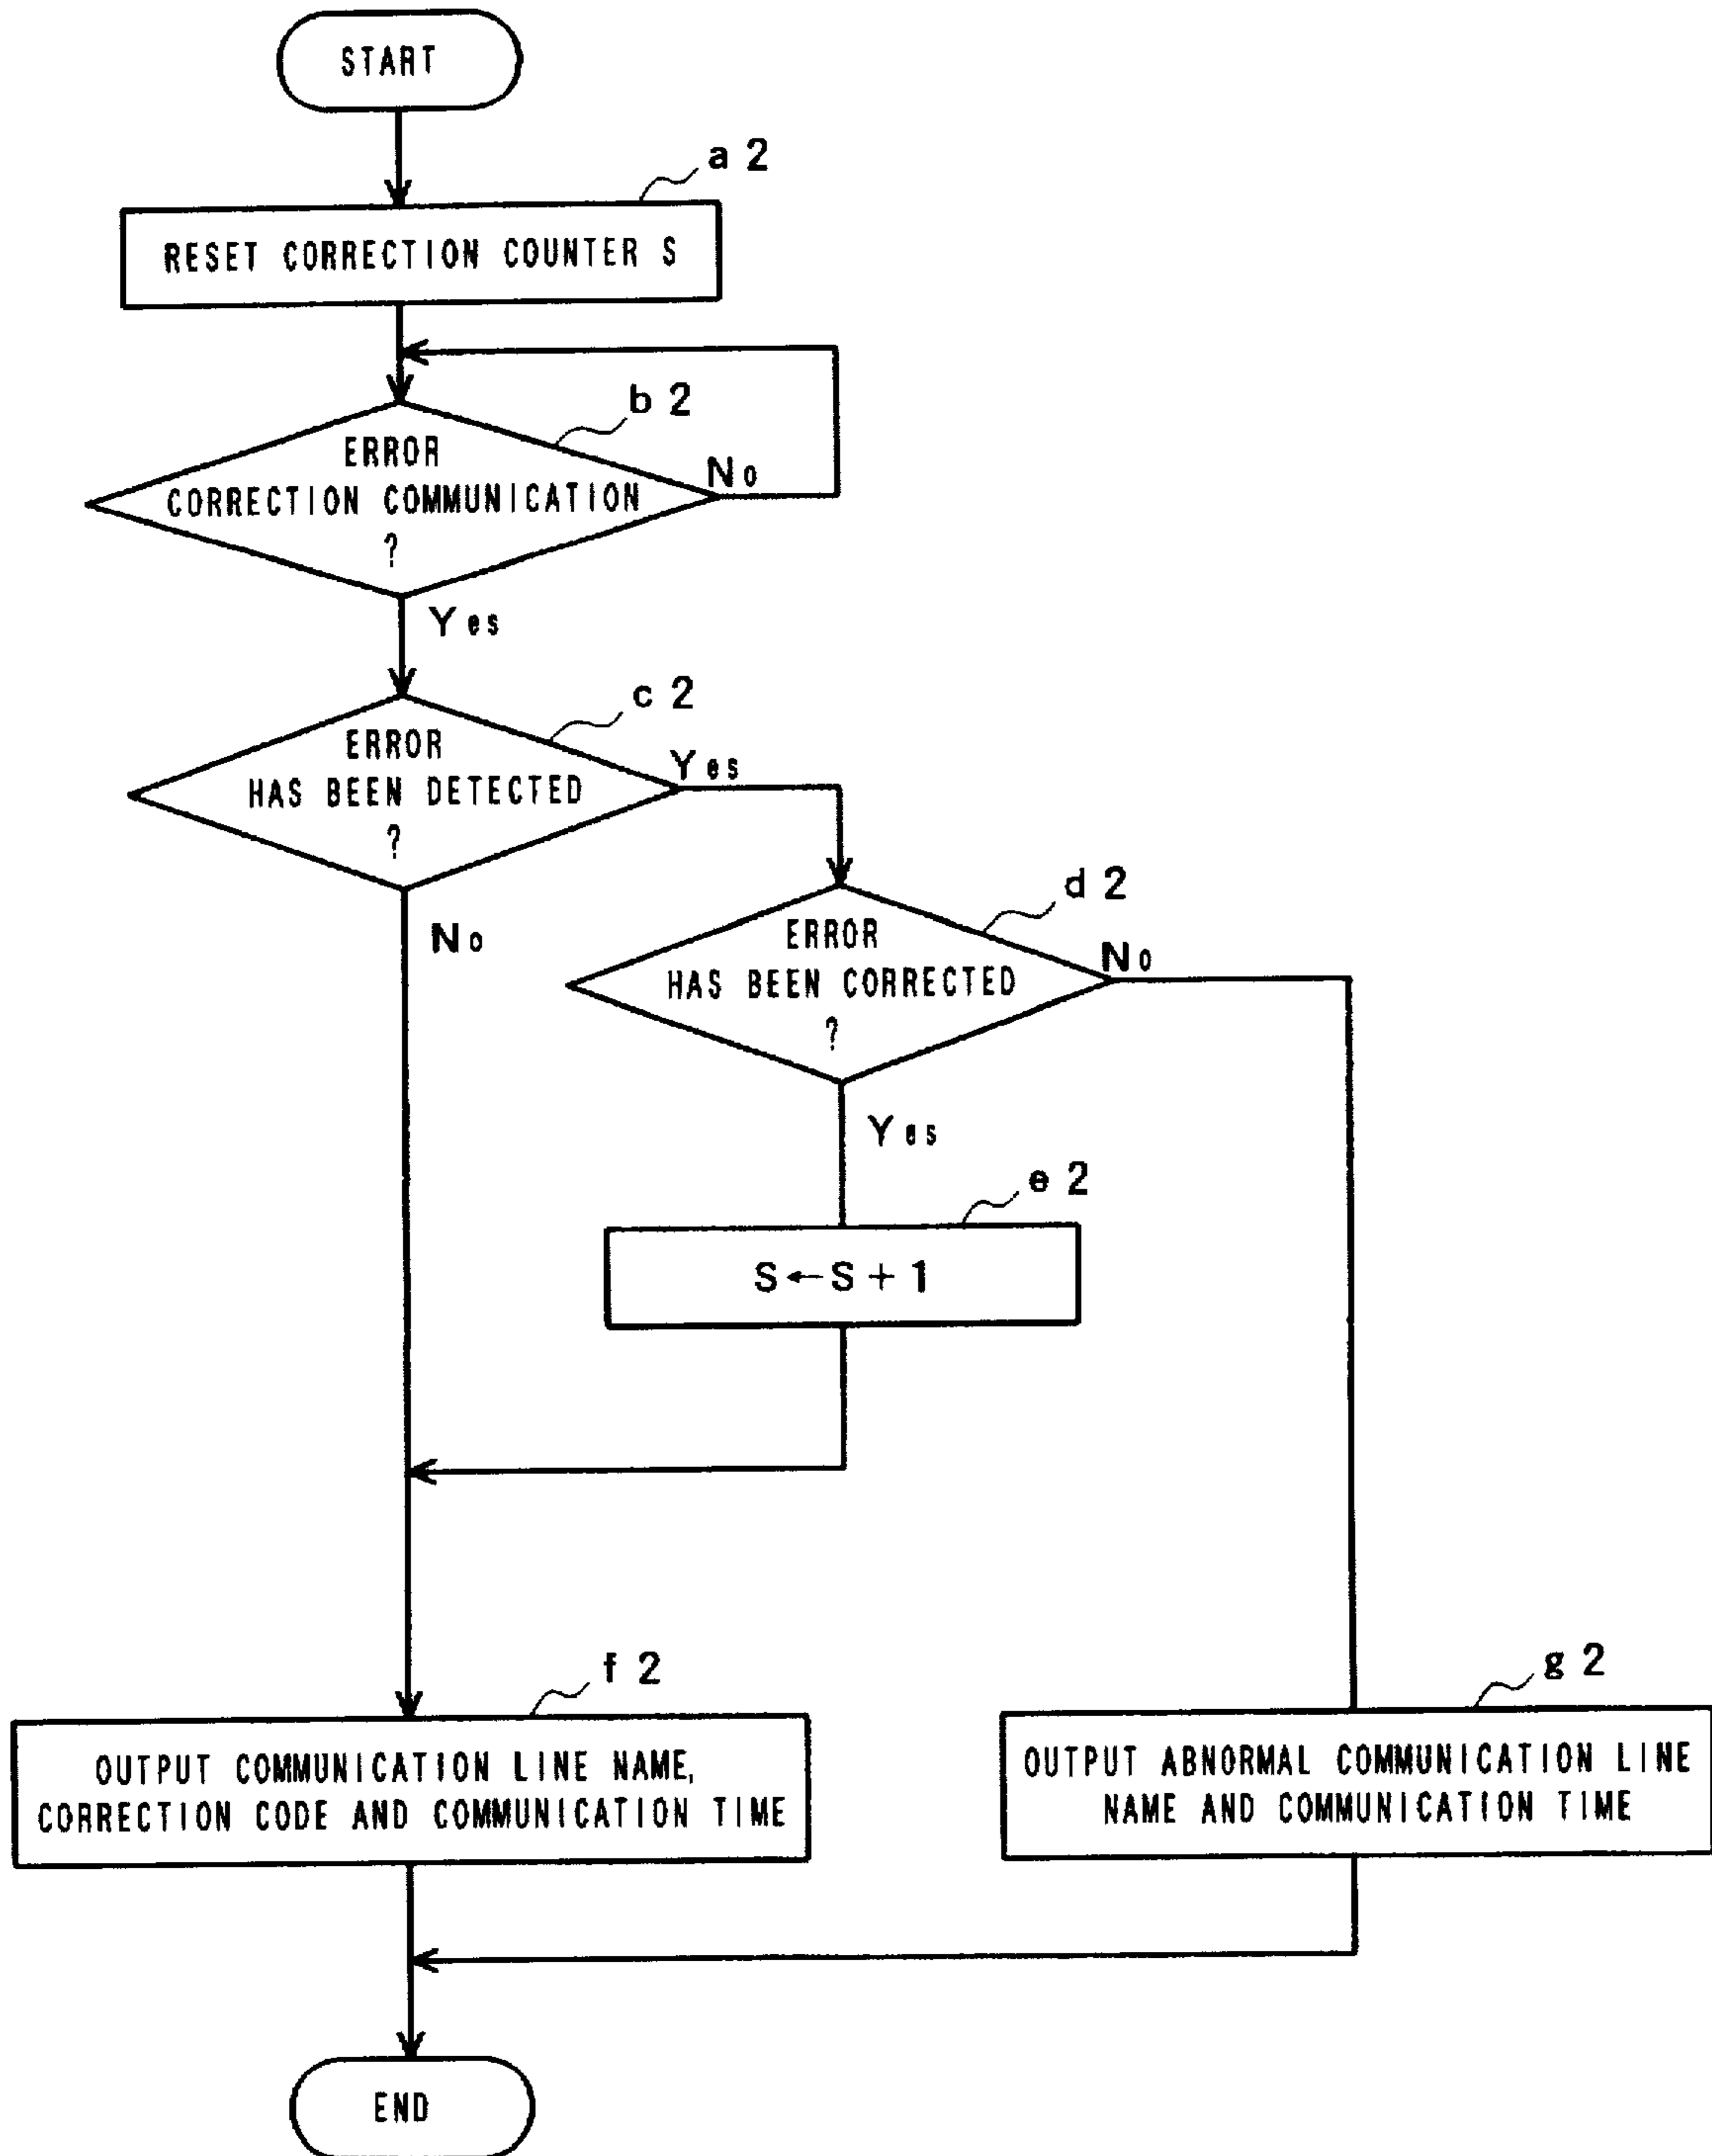 START
a 2
RESET CORRECTION COUNTER S
b 2
ERROR
CORRECTION COMMUNICATION
?
No
Yes
c 2
ERROR
HAS BEEN DETECTED
?
Yes
No
d 2
ERROR
HAS BEEN CORRECTED
?
No
Yes
e 2
S←S+1
f 2
OUTPUT COMMUNICATION LINE NAME,
CORRECTION CODE AND COMMUNICATION TIME
g 2
OUTPUT ABNORMAL COMMUNICATION LINE
NAME AND COMMUNICATION TIME
END